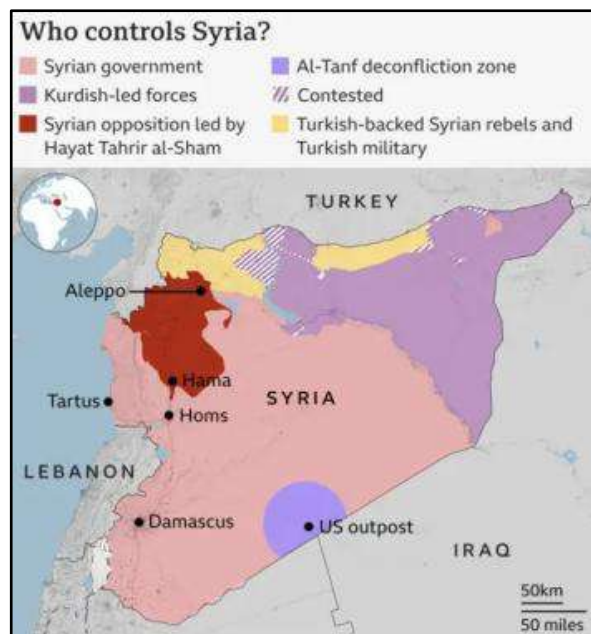 Who controls Syria?
Syrian government
Al-Tanf deconfliction zone
Kurdish-led forces
Contested
Syrian opposition led by
Hayat Tahrir al-Sham
Turkish-backed Syrian rebels and
Turkish military
TURKEY
Aleppo
Hama
SYRIA
Tartus
Homs
LEBANON
Damascus
US outpost
IRAQ
50km
50 miles